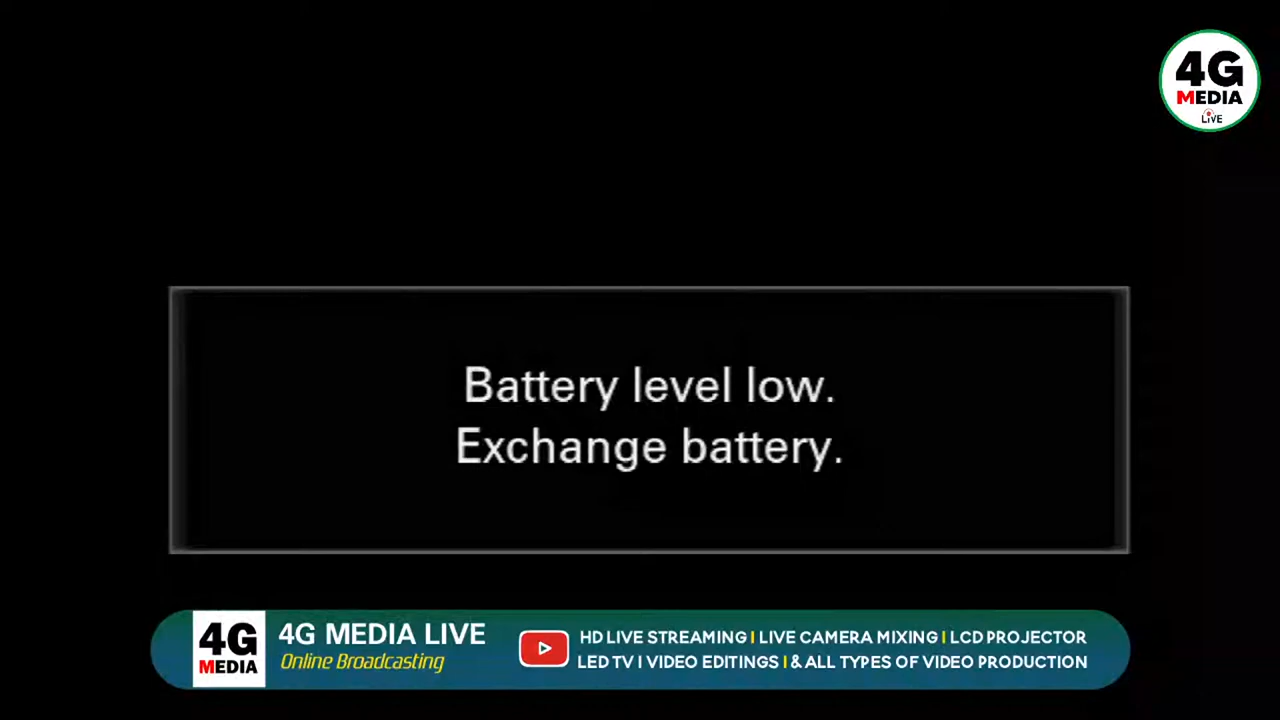 4G
MEDIA
LIVE
Battery level low.
Exchange battery.
4G
MEDIA
4G MEDIA LIVE
Online Broadcasting
HD LIVE STREAMING I LIVE CAMERA MIXING I LCD PROJECTOR
LED TV I VIDEO EDITINGS I & ALL TYPES OF VIDEO PRODUCTION